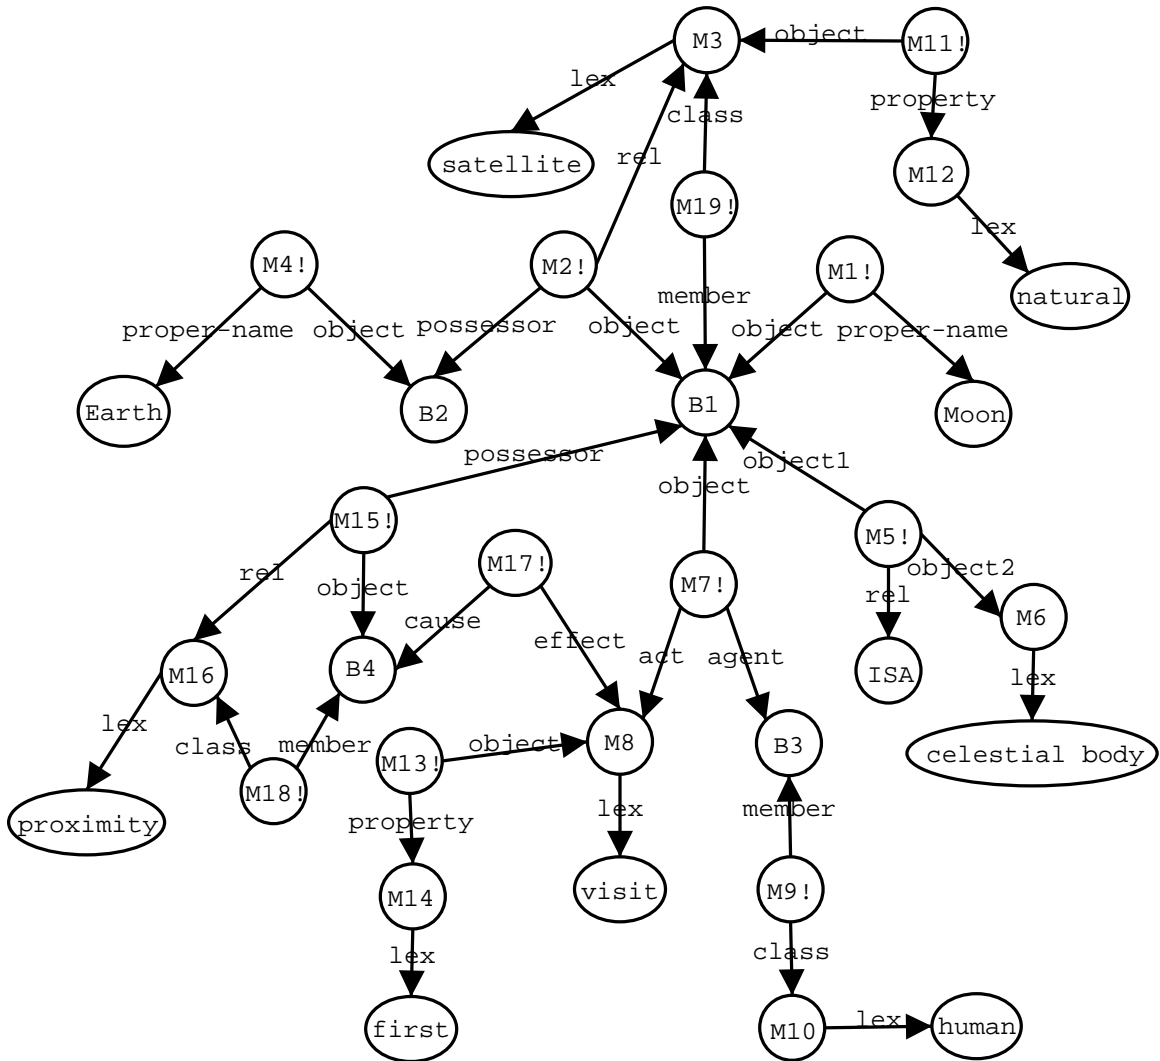 M3
object
M11!
lex
class
property
satellite
rel
M12
M19!
lex
M4!
M2!
M1!
member
natural
proper-name
object
possessor
object
object
proper-name
Earth
B2
B1
Moon
possessor
object1
object
M15!
M5!
M17!
rel
object
M7!
object2
cause
effect
rel
M6
M16
B4
act
agent
ISA
lex
lex
class
member
object
M8
B3
celestial body
M13!
M18!
proximity
property
lex
member
M14
visit
M9!
lex
class
first
M10
lex
human